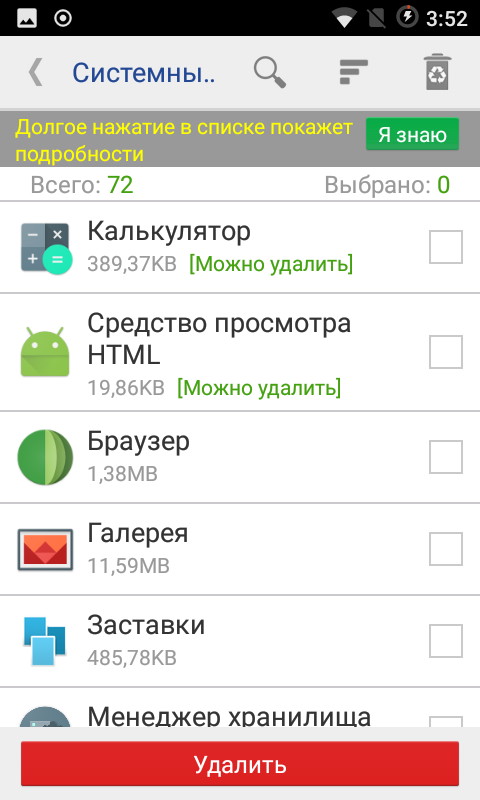 3:52
Системны..
Долгое нажатие в списке покажет
подробности
Я знаю
Всего: 72
Выбрано: 0
Калькулятор
389,37KB [Можно удалить]
Средство просмотра
HTML
19,86KB [Можно удалить]
Браузер
1,38MB
Галерея
11,59MB
Заставки
485,78KB
Менеджер хранилища
Удалить